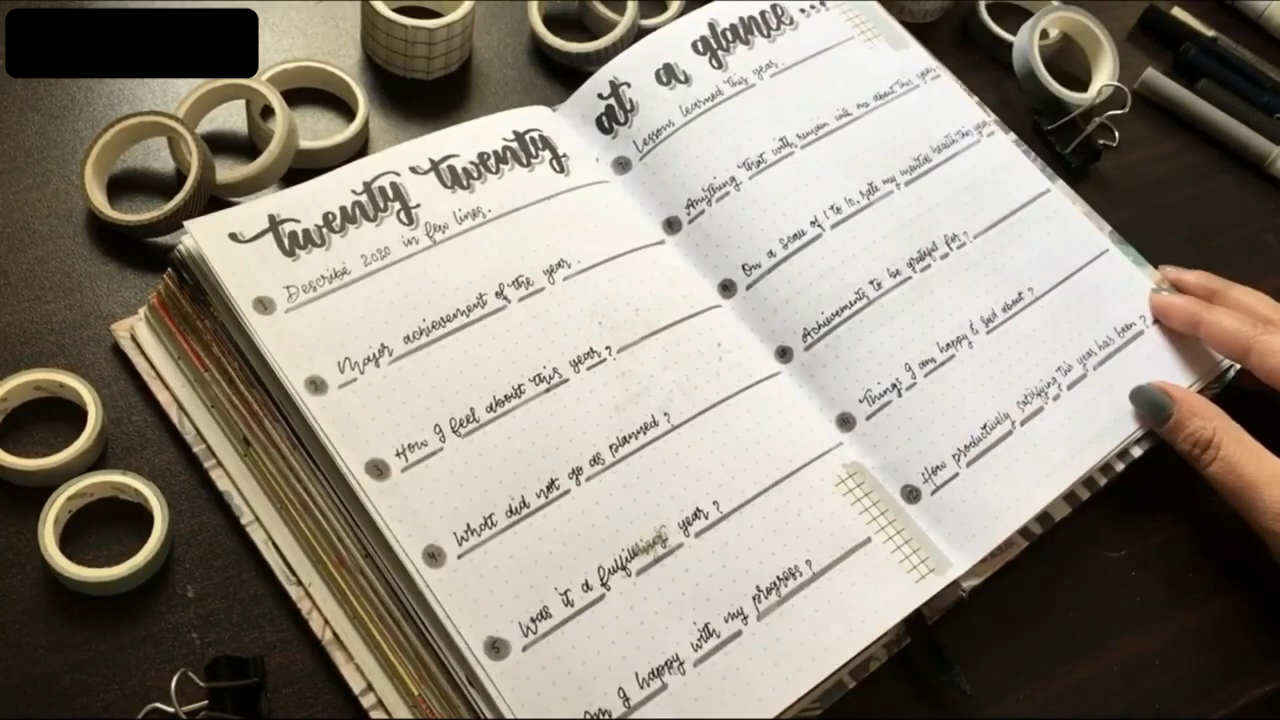 twenty twenty
1 Describe 2020 in few lines.
2. Major achievement of the year.
3 How I feel about this year?
4. Whatt did not go as planned?
5 Was it a fulfilling year?
Am I happy with my progress?
at a glance...
7 Lessons learned this year.
8 Anything that with remain with me about this year
9 On a scale of 1 to 10, rate my mental health this year
10 Achievements to be grateful for?
11 Things I am happy & sad about?
12 How productively satisfying this year has been?